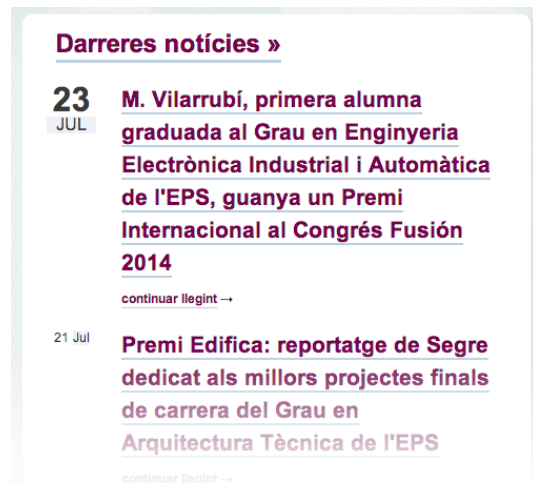 Darreres notícies »
23
JUL
M. Vilarrubí, primera alumna
graduada al Grau en Enginyeria
Electrònica Industrial i Automàtica
de l'EPS, guanya un Premi
Internacional al Congrés Fusión
2014
continuar llegint →
21 Jul
Premi Edifica: reportatge de Segre
dedicat als millors projectes finals
de carrera del Grau en
Arquitectura Tècnica de l'EPS
continuar llegint →